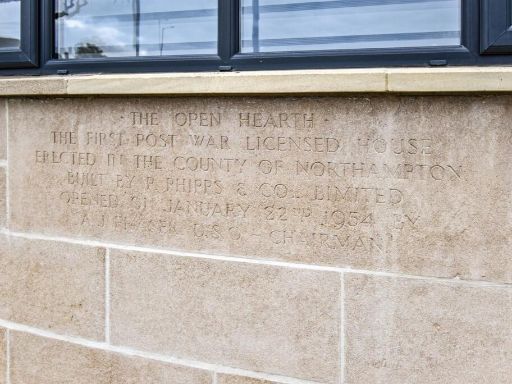 · THE OPEN HEARTH ·
THE FIRST POST WAR LICENSED HOUSE
ERECTED IN THE COUNTY OF NORTHAMPTON
BUILT BY P. PHIPPS & CO. LIMITED
OPENED ON JANUARY 22ND 1954 BY
A. J. D.S.O. - CHAIRMAN